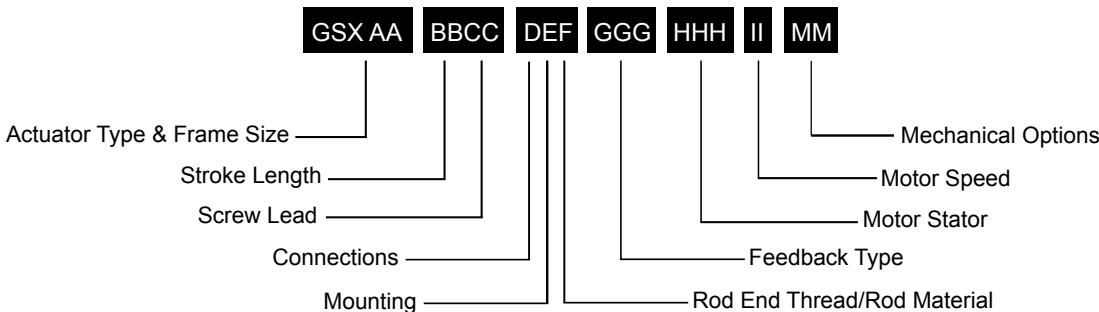 GSX AA BBCC DEF GGG HHH II MM
Actuator Type & Frame Size
Mechanical Options
Stroke Length
Motor Speed
Screw Lead
Motor Stator
Connections
Feedback Type
Mounting
Rod End Thread/Rod Material